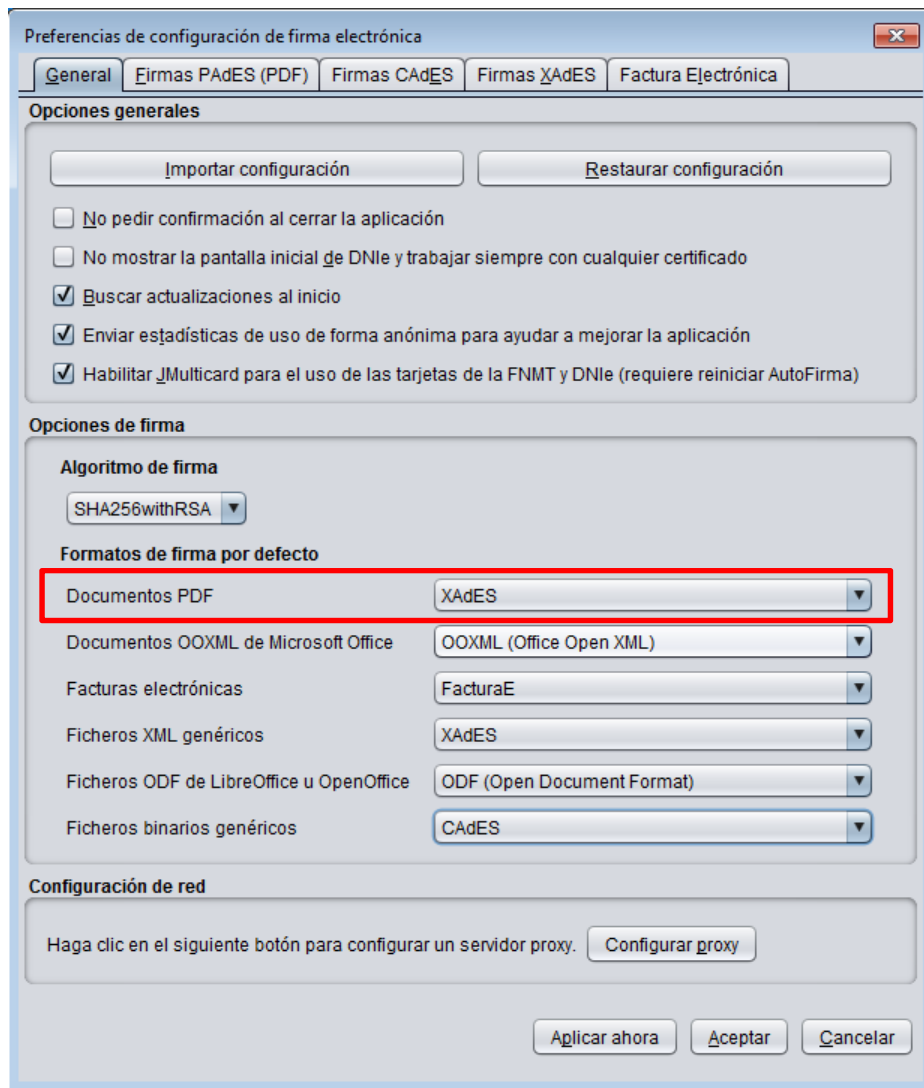 Preferencias de configuración de firma electrónica
General
Firmas PAdES (PDF)
Firmas CAdES
Firmas XAdES
Factura Electrónica
Opciones generales
Importar configuración
Restaurar configuración
No pedir confirmación al cerrar la aplicación
No mostrar la pantalla inicial de DNIe y trabajar siempre con cualquier certificado
Buscar actualizaciones al inicio
Enviar estadísticas de uso de forma anónima para ayudar a mejorar la aplicación
Habilitar JMulticard para el uso de las tarjetas de la FNMT y DNIe (requiere reiniciar AutoFirma)
Opciones de firma
Algoritmo de firma
SHA256withRSA
Formatos de firma por defecto
Documentos PDF XAdES
Documentos OOXML de Microsoft Office OOXML (Office Open XML)
Facturas electrónicas FacturaE
Ficheros XML genéricos XAdES
Ficheros ODF de LibreOffice u OpenOffice ODF (Open Document Format)
Ficheros binarios genéricos CAdES
Configuración de red
Haga clic en el siguiente botón para configurar un servidor proxy. Configurar proxy
Aplicar ahora
Aceptar
Cancelar